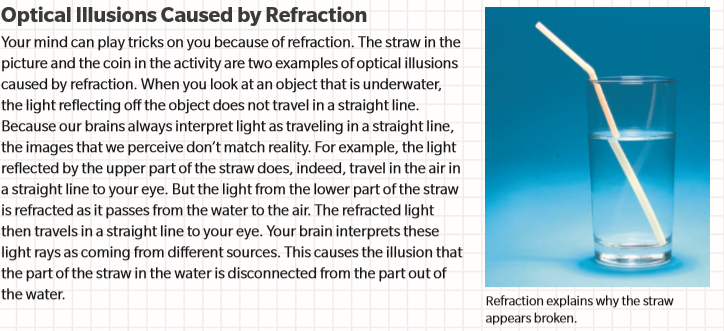 Optical Illusions Caused by Refraction
Your mind can play tricks on you because of refraction. The straw in the
picture and the coin in the activity are two examples of optical illusions
caused by refraction. When you look at an object that is underwater,
the light reflecting off the object does not travel in a straight line.
Because our brains always interpret light as traveling in a straight line,
the images that we perceive don’t match reality. For example, the light
reflected by the upper part of the straw does, indeed, travel in the air in
a straight line to your eye. But the light from the lower part of the straw
is refracted as it passes from the water to the air. The refracted light
then travels in a straight line to your eye. Your brain interprets these
light rays as coming from different sources. This causes the illusion that
the part of the straw in the water is disconnected from the part out of
the water.
Refraction explains why the straw
appears broken.